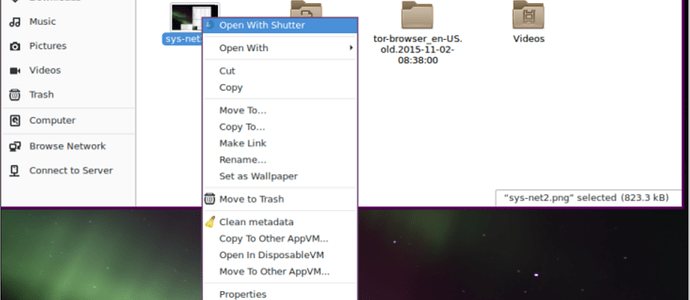 Music
Pictures
Videos
Trash
Computer
Browse Network
Connect to Server
sys-net
Open With Shutter
Open With
Cut
Copy
Move To...
Copy To...
Make Link
Rename...
Set as Wallpaper
Move to Trash
Clean metadata
Copy To Other AppVM...
Open In DisposableVM
Move To Other AppVM...
Properties
tor-browser_en-US.
old.2015-11-02-
08:38:00
Videos
“sys-net2.png” selected (823.3 kB)